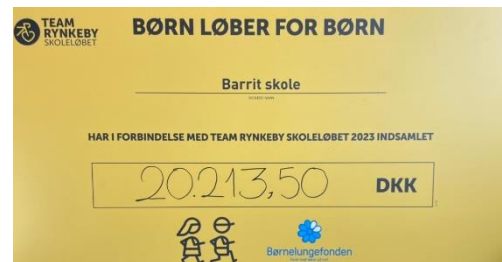 TEAM
RYNKEBY
SKOLELØBET
BØRN LØBER FOR BØRN
Barrit skole
HAR I FORBINDELSE MED TEAM RYNKEBY SKOLELØBET 2023 INDSAMLET
20.213,50 DKK
Børnelungefonden